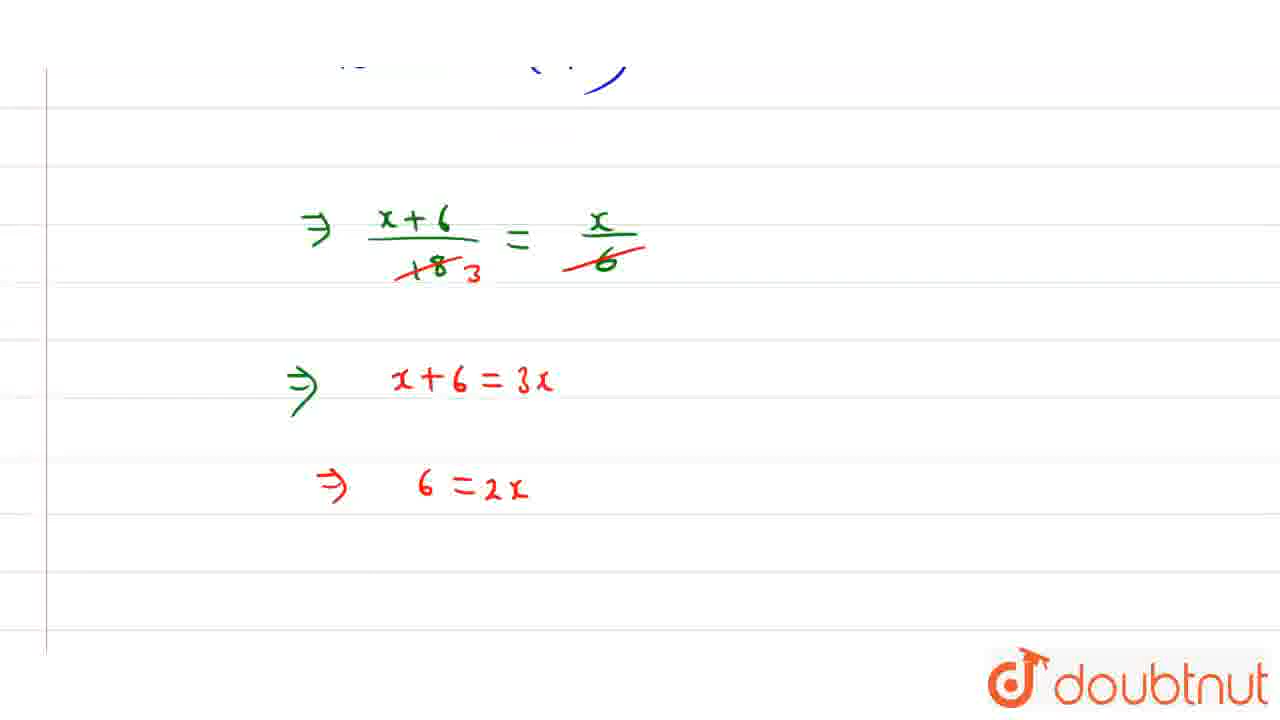 ⇒ x+6/18 3 = x/6
⇒ x+6=3x
⇒ 6=2x
doubtnut